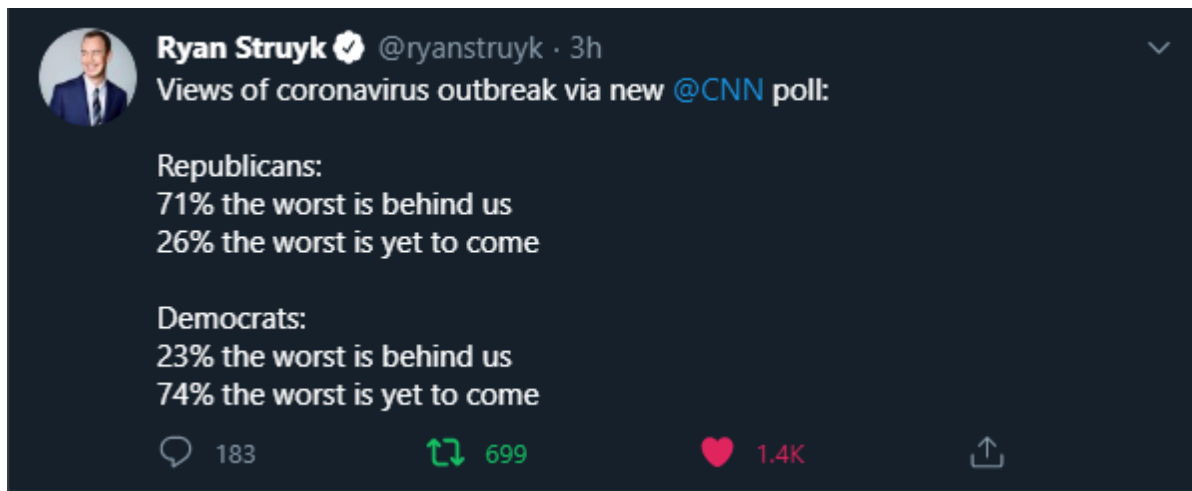 Ryan Struyk @ryanstruyk · 3h
Views of coronavirus outbreak via new @CNN poll:
Republicans:
71% the worst is behind us
26% the worst is yet to come
Democrats:
23% the worst is behind us
74% the worst is yet to come
183 699 1.4K